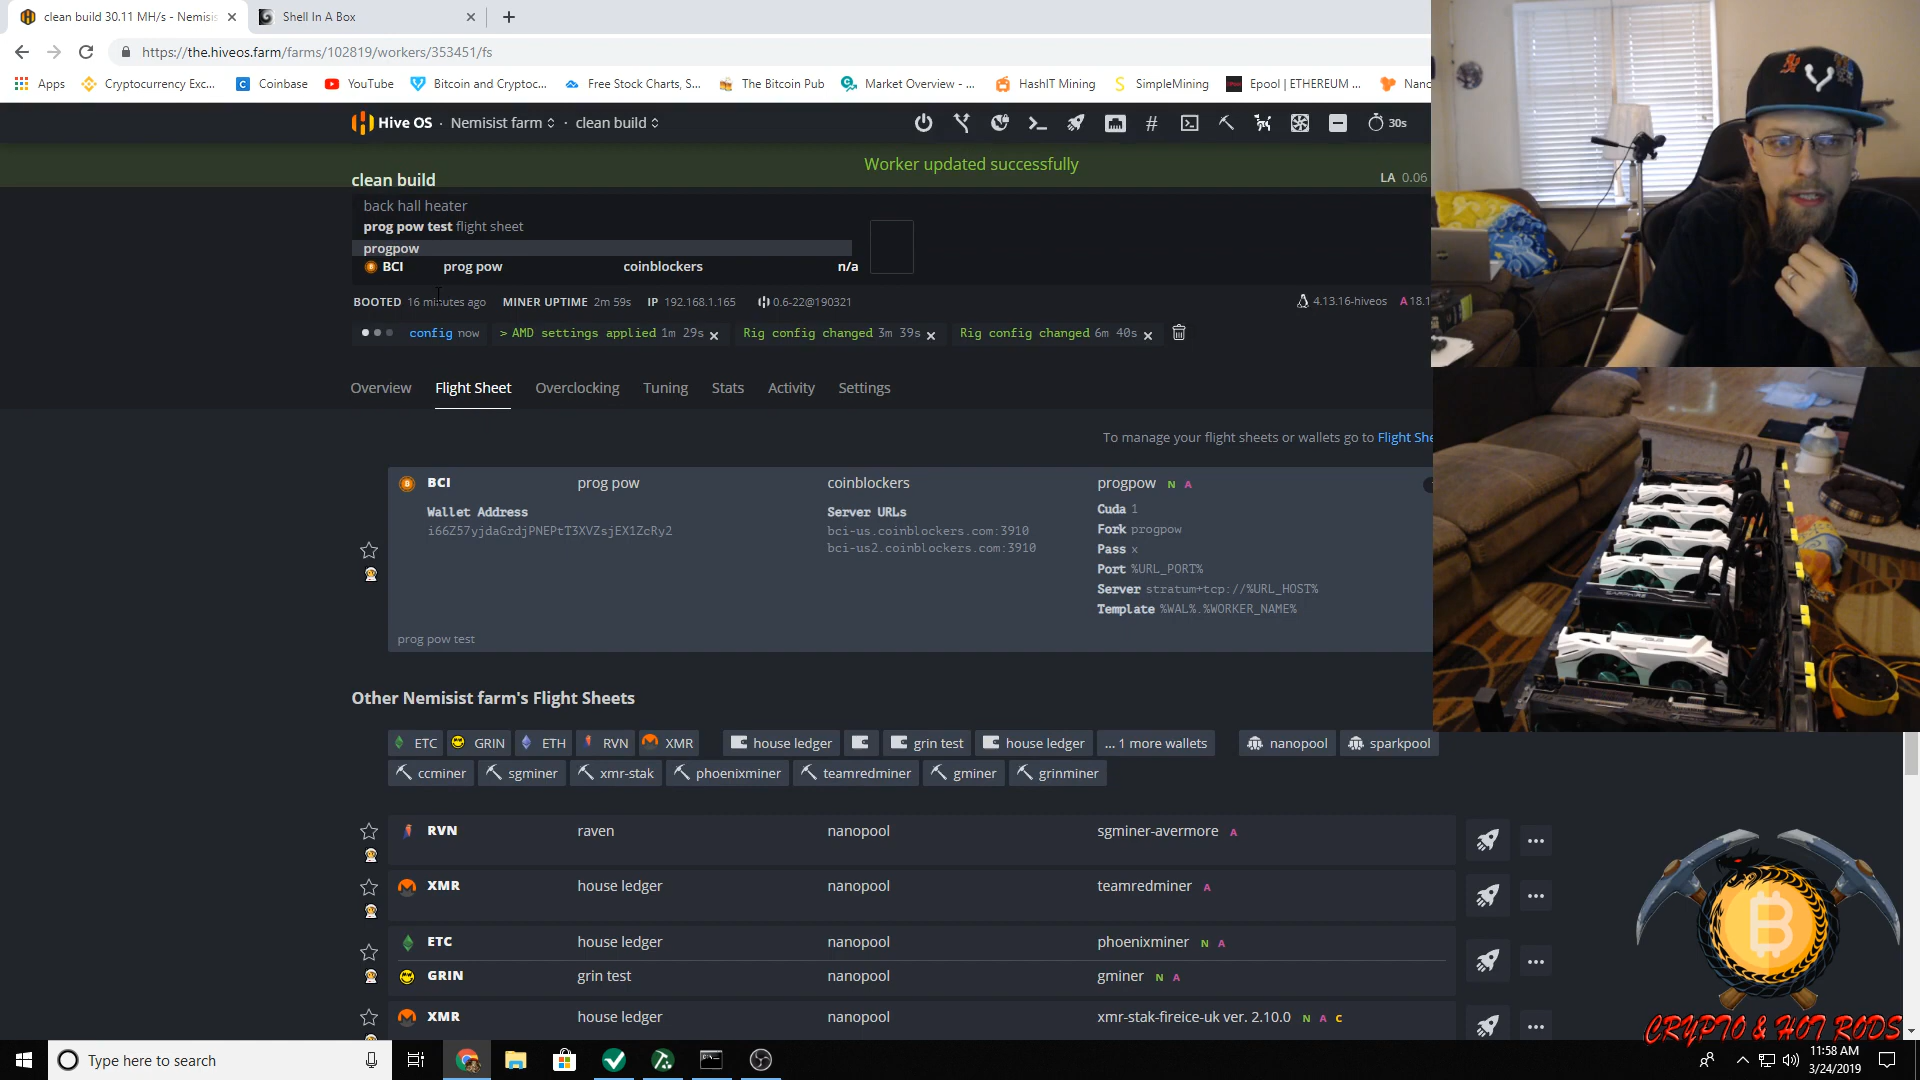 clean build 30.11 MH/s - Nemisis
Shell In A Box
https://the.hiveos.farm/farms/102819/workers/353451/fs
Apps
Cryptocurrency Exc...
Coinbase
YouTube
Bitcoin and Cryptoc...
Free Stock Charts, S...
The Bitcoin Pub
Market Overview - ...
HashIT Mining
SimpleMining
Epool | ETHEREUM ...
Nano
Hive OS · Nemisist farm · clean build
30s
Worker updated successfully
clean build
LA 0.06
back hall heater
prog pow test flight sheet
progpow
BCI prog pow coinblockers n/a
BOOTED 16 minutes ago MINER UPTIME 2m 59s IP 192.168.1.165 0.6-22@190321
4.13.16-hiveos A 18.1
config now > AMD settings applied 1m 29s Rig config changed 3m 39s Rig config changed 6m 40s
Overview Flight Sheet Overclocking Tuning Stats Activity Settings
To manage your flight sheets or wallets go to Flight She
BCI prog pow coinblockers progpow N A
Wallet Address
i66Z57yjdaGrdjPNEPtT3XVZsjEX1ZcRy2
Server URLs
bci-us.coinblockers.com:3910
bci-us2.coinblockers.com:3910
Cuda 1
Fork progpow
Pass x
Port %URL_PORT%
Server stratum+tcp://%URL_HOST%
Template %WAL%.%WORKER_NAME%
prog pow test
Other Nemisist farm's Flight Sheets
ETC GRIN ETH RVN XMR house ledger grin test house ledger ... 1 more wallets nanopool sparkpool
ccminer sgminer xmr-stak phoenixminer teamredminer gminer grinminer
RVN raven nanopool sgminer-avermore A
XMR house ledger nanopool teamredminer A
ETC house ledger nanopool phoenixminer N A
GRIN grin test nanopool gminer N A
XMR house ledger nanopool xmr-stak-fireice-uk ver. 2.10.0 N A C
SAPPHIRE
ASUS
CRYPTO & HOT RODS
Type here to search
11:58 AM
3/24/2019